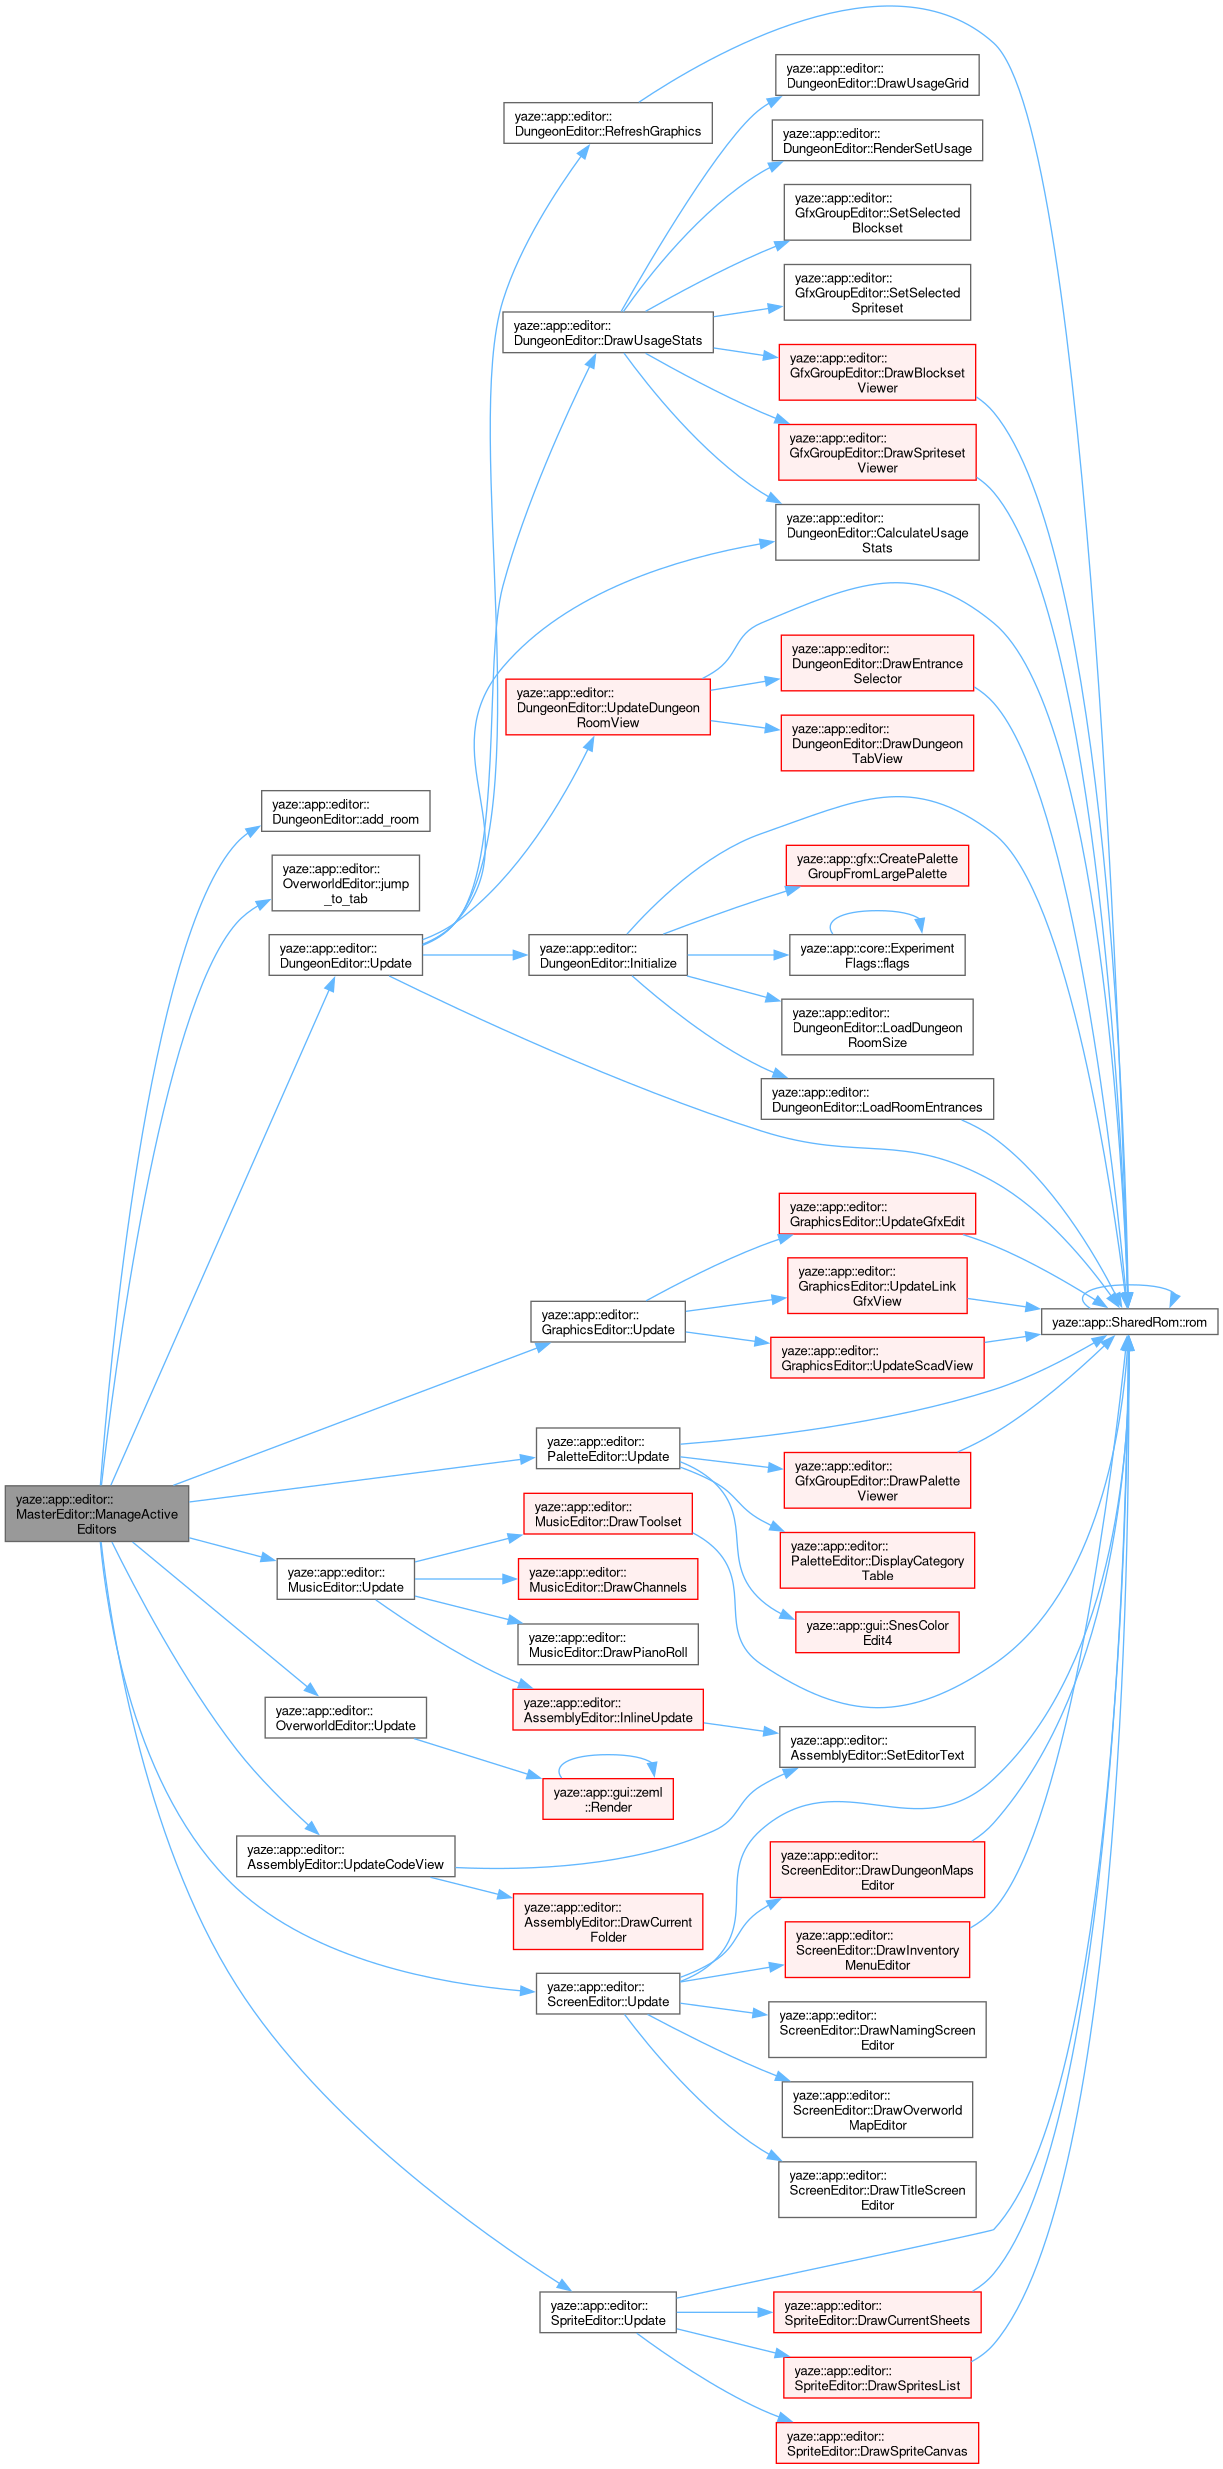 yaze::app::editor::
DungeonEditor::DrawUsageGrid
yaze::app::editor::
DungeonEditor::RefreshGraphics
yaze::app::editor::
DungeonEditor::RenderSetUsage
yaze::app::editor::
GfxGroupEditor::SetSelected
Blockset
yaze::app::editor::
GfxGroupEditor::SetSelected
Spriteset
yaze::app::editor::
DungeonEditor::DrawUsageStats
yaze::app::editor::
GfxGroupEditor::DrawBlockset
Viewer
yaze::app::editor::
GfxGroupEditor::DrawSpriteset
Viewer
yaze::app::editor::
DungeonEditor::CalculateUsage
Stats
yaze::app::editor::
DungeonEditor::DrawEntrance
Selector
yaze::app::editor::
DungeonEditor::UpdateDungeon
RoomView
yaze::app::editor::
DungeonEditor::DrawDungeon
TabView
yaze::app::editor::
DungeonEditor::add_room
yaze::app::editor::
OverworldEditor::jump
_to_tab
yaze::app::gfx::CreatePalette
GroupFromLargePalette
yaze::app::editor::
DungeonEditor::Update
yaze::app::editor::
DungeonEditor::Initialize
yaze::app::core::Experiment
Flags::flags
yaze::app::editor::
DungeonEditor::LoadDungeon
RoomSize
yaze::app::editor::
DungeonEditor::LoadRoomEntrances
yaze::app::editor::
GraphicsEditor::UpdateGfxEdit
yaze::app::editor::
GraphicsEditor::UpdateLink
GfxView
yaze::app::editor::
GraphicsEditor::Update
yaze::app::SharedRom::rom
yaze::app::editor::
GraphicsEditor::UpdateScadView
yaze::app::editor::
PaletteEditor::Update
yaze::app::editor::
GfxGroupEditor::DrawPalette
Viewer
yaze::app::editor::
MasterEditor::ManageActive
Editors
yaze::app::editor::
MusicEditor::DrawToolset
yaze::app::editor::
PaletteEditor::DisplayCategory
Table
yaze::app::editor::
MusicEditor::Update
yaze::app::editor::
MusicEditor::DrawChannels
yaze::app::gui::SnesColor
Edit4
yaze::app::editor::
MusicEditor::DrawPianoRoll
yaze::app::editor::
AssemblyEditor::InlineUpdate
yaze::app::editor::
OverworldEditor::Update
yaze::app::editor::
AssemblyEditor::SetEditorText
yaze::app::gui::zeml
::Render
yaze::app::editor::
AssemblyEditor::UpdateCodeView
yaze::app::editor::
ScreenEditor::DrawDungeonMaps
Editor
yaze::app::editor::
AssemblyEditor::DrawCurrent
Folder
yaze::app::editor::
ScreenEditor::DrawInventory
MenuEditor
yaze::app::editor::
ScreenEditor::Update
yaze::app::editor::
ScreenEditor::DrawNamingScreen
Editor
yaze::app::editor::
ScreenEditor::DrawOverworld
MapEditor
yaze::app::editor::
ScreenEditor::DrawTitleScreen
Editor
yaze::app::editor::
SpriteEditor::Update
yaze::app::editor::
SpriteEditor::DrawCurrentSheets
yaze::app::editor::
SpriteEditor::DrawSpritesList
yaze::app::editor::
SpriteEditor::DrawSpriteCanvas